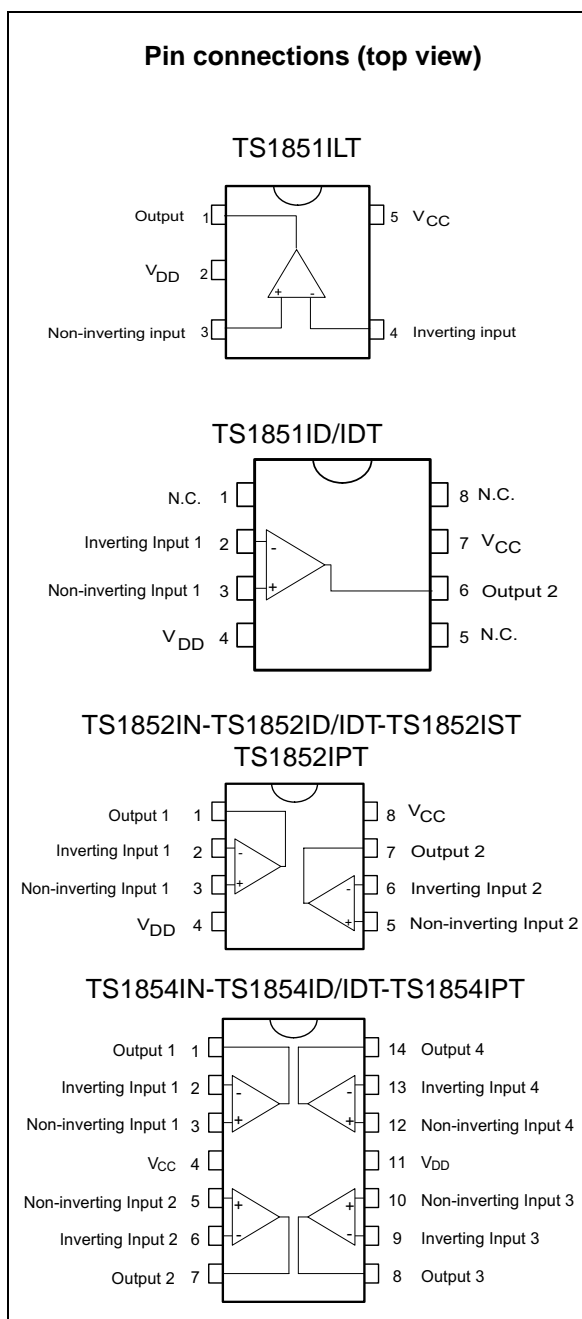 Pin connections (top view)
TS1851ILT
Output 1 5 VCC
VDD 2
+ -
Non-inverting input 3 4 Inverting input
TS1851ID/IDT
N.C. 1 8 N.C.
Inverting Input 1 2 - 7 VCC
Non-inverting Input 1 3 + 6 Output 2
VDD 4 5 N.C.
TS1852IN-TS1852ID/IDT-TS1852IST
TS1852IPT
Output 1 1 8 VCC
Inverting Input 1 2 - 7 Output 2
Non-inverting Input 1 3 + - 6 Inverting Input 2
VDD 4 + 5 Non-inverting Input 2
TS1854IN-TS1854ID/IDT-TS1854IPT
Output 1 1 14 Output 4
Inverting Input 1 2 - - 13 Inverting Input 4
Non-inverting Input 1 3 + + 12 Non-inverting Input 4
VCC 4 11 VDD
Non-inverting Input 2 5 + + 10 Non-inverting Input 3
Inverting Input 2 6 - - 9 Inverting Input 3
Output 2 7 8 Output 3